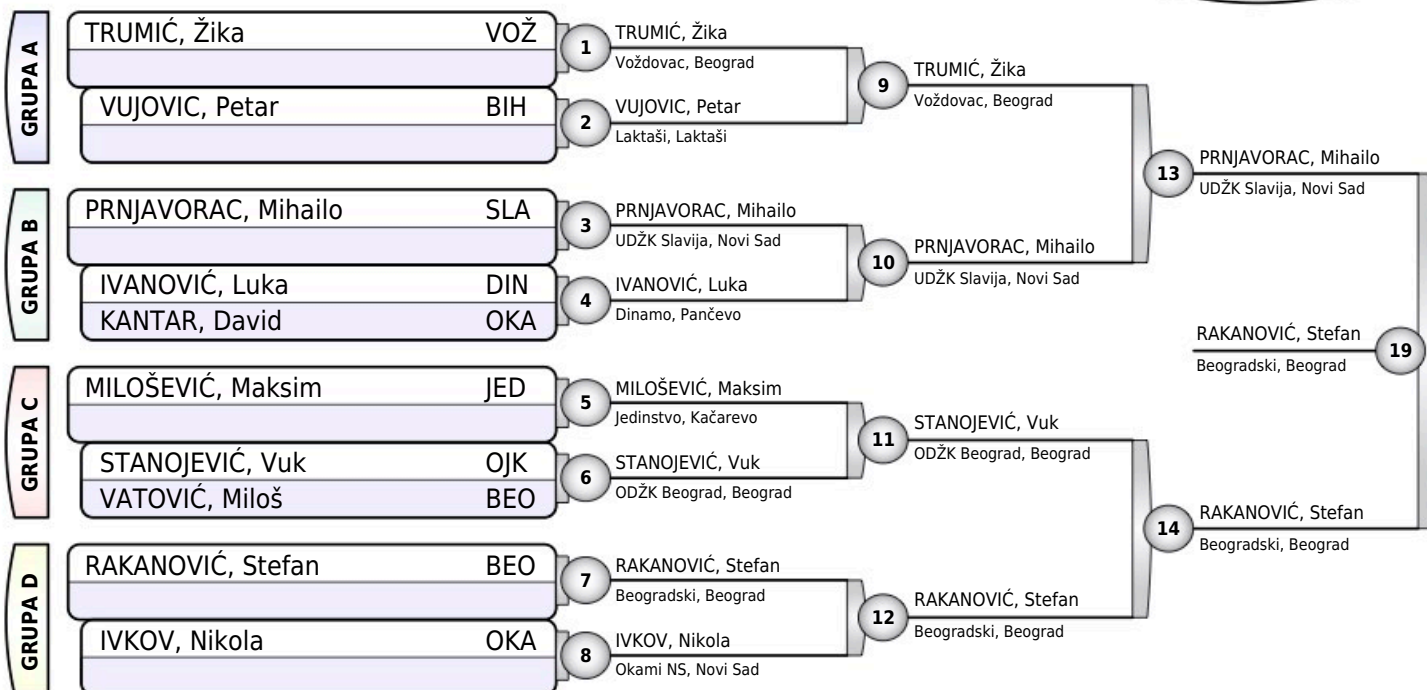 GRUPA A
TRUMIĆ, Žika VOŽ
VUJOVIC, Petar BIH
GRUPA B
PRNJAVORAC, Mihailo SLA
IVANOVIĆ, Luka DIN
KANTAR, David OKA
GRUPA C
MILOŠEVIĆ, Maksim JED
STANOJEVIĆ, Vuk OJK
VATOVIĆ, Miloš BEO
GRUPA D
RAKANOVIĆ, Stefan BEO
IVKOV, Nikola OKA
1
TRUMIĆ, Žika
Voždovac, Beograd
2
VUJOVIC, Petar
Laktaši, Laktaši
3
PRNJAVORAC, Mihailo
UDŽK Slavija, Novi Sad
4
IVANOVIĆ, Luka
Dinamo, Pančevo
5
MILOŠEVIĆ, Maksim
Jedinstvo, Kačarevo
6
STANOJEVIĆ, Vuk
ODŽK Beograd, Beograd
7
RAKANOVIĆ, Stefan
Beogradski, Beograd
8
IVKOV, Nikola
Okami NS, Novi Sad
9
TRUMIĆ, Žika
Voždovac, Beograd
10
PRNJAVORAC, Mihailo
UDŽK Slavija, Novi Sad
11
STANOJEVIĆ, Vuk
ODŽK Beograd, Beograd
12
RAKANOVIĆ, Stefan
Beogradski, Beograd
13
PRNJAVORAC, Mihailo
UDŽK Slavija, Novi Sad
14
RAKANOVIĆ, Stefan
Beogradski, Beograd
RAKANOVIĆ, Stefan
Beogradski, Beograd
19